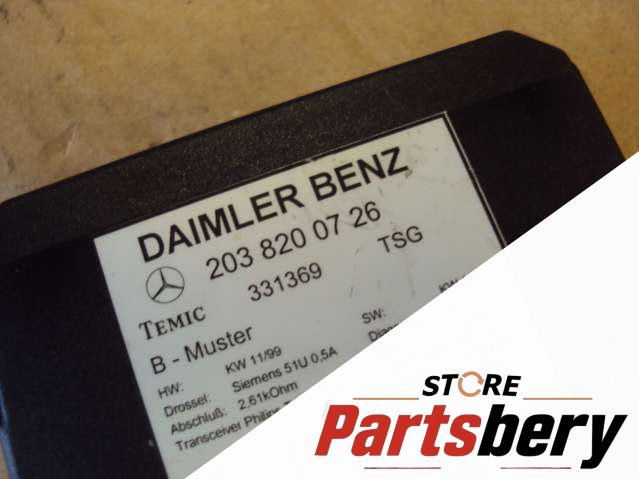 DAIMLER BENZ
203 820 07 26
331369 TSG
TEMIC
B - Muster
HW: KW 11/99 SW:
Drossel: Siemens 51U 0,5A
Abschluß: 2,61kOhm
Transceiver Philips
STORE
Partsbery